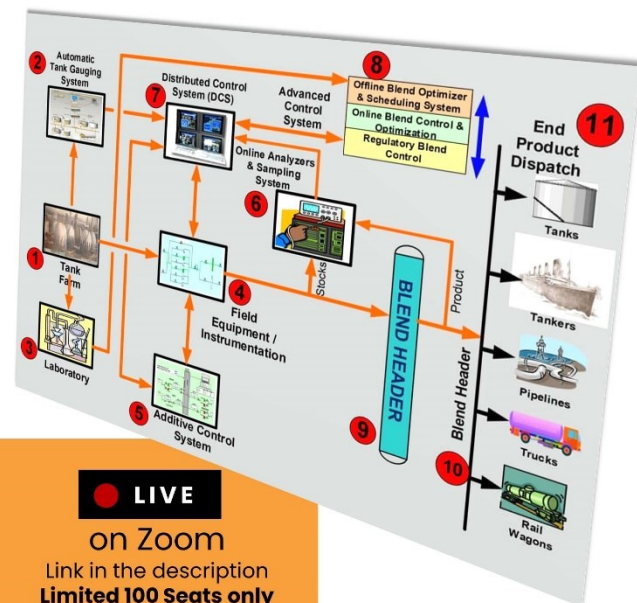 2
Automatic
Tank Gauging
System
7
Distributed Control
System (DCS)
Advanced
Control
System
8
Offline Blend Optimizer
& Scheduling System
Online Blend Control &
Optimization
Regulatory Blend
Control
11
End
Product
Dispatch
Online Analyzers
& Sampling
System
6
Tanks
1
Tank
Farm
4
Field
Equipment /
Instrumentation
Stocks
BLEND HEADER
Product
Tankers
3
Laboratory
5
Additive Control
System
9
Blend Header
10
Pipelines
Trucks
Rail
Wagons
LIVE
on Zoom
Link in the description
Limited 100 Seats only